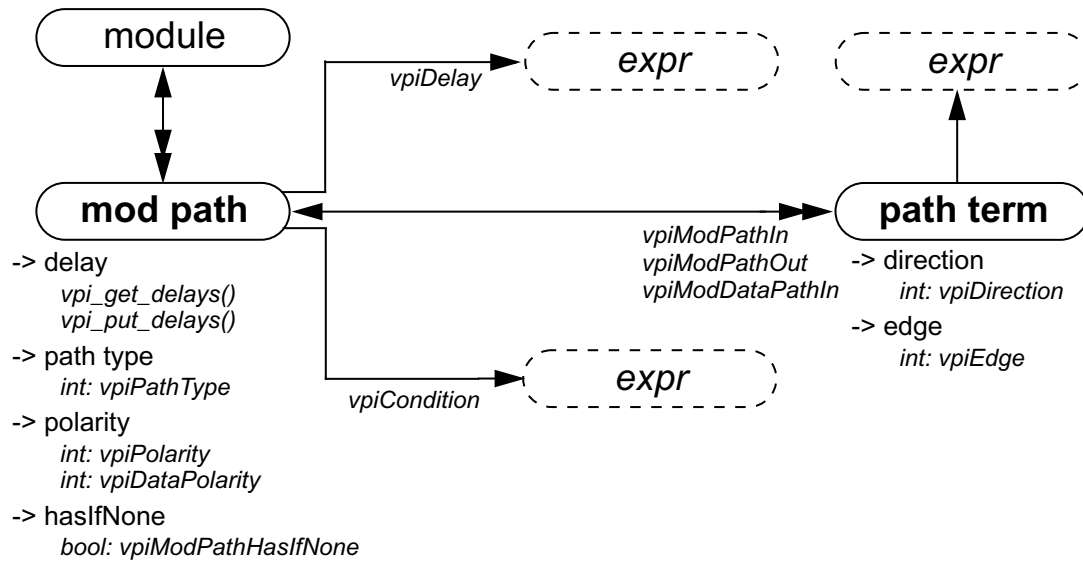 module
expr
expr
vpiDelay
mod path
path term
vpiModPathIn
vpiModPathOut
vpiModDataPathIn
-> delay
vpi_get_delays()
vpi_put_delays()
-> path type
int: vpiPathType
-> polarity
int: vpiPolarity
int: vpiDataPolarity
-> hasIfNone
bool: vpiModPathHasIfNone
-> direction
int: vpiDirection
-> edge
int: vpiEdge
expr
vpiCondition